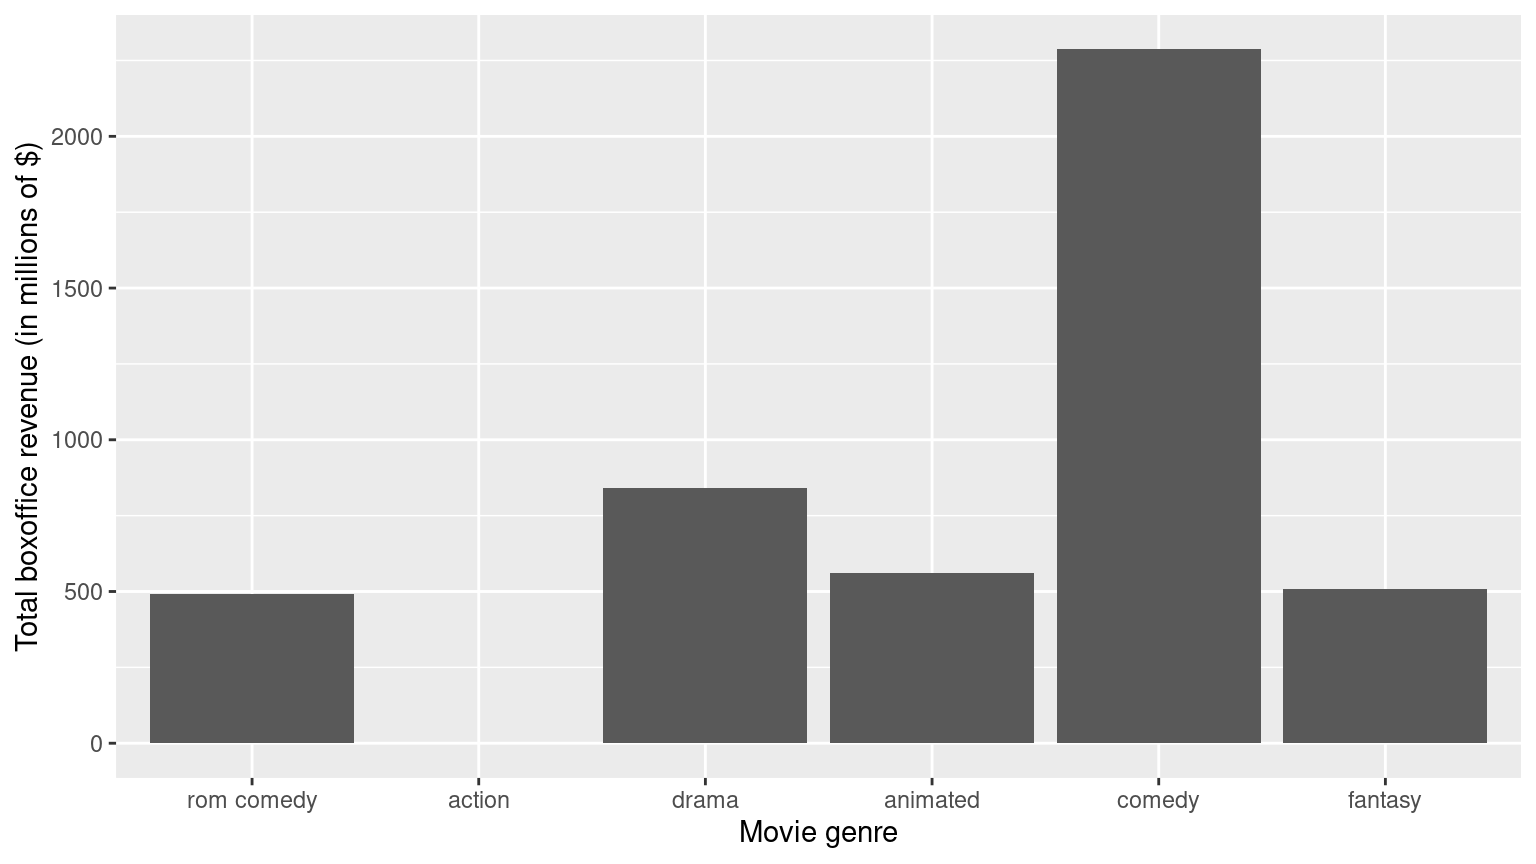 Total boxoffice revenue (in millions of $)
2000
1500
1000
500
0
rom comedy action drama animated comedy fantasy
Movie genre